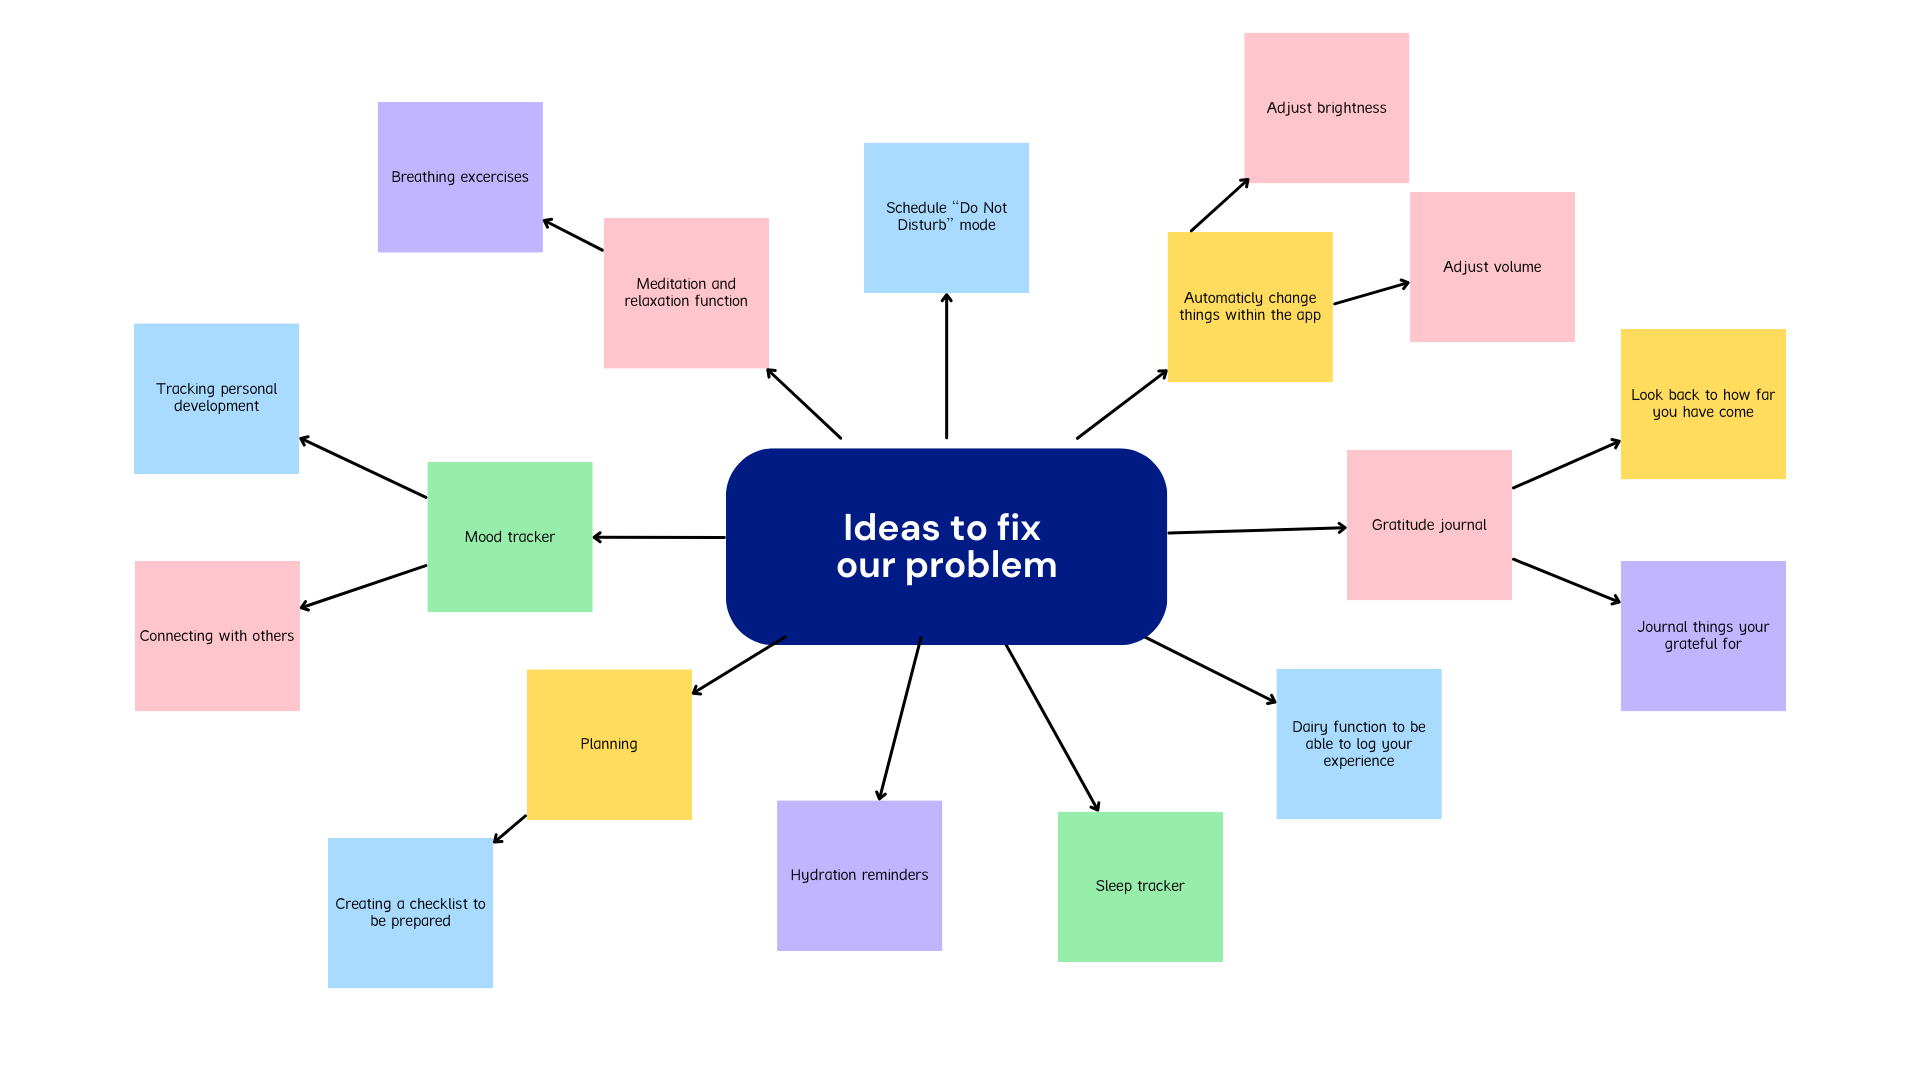 Adjust brightness
Breathing excercises
Schedule “Do Not
Disturb” mode
Adjust volume
Meditation and
relaxation function
Automaticly change
things within the app
Tracking personal
development
Look back to how far
you have come
Ideas to fix
our problem
Gratitude journal
Mood tracker
Connecting with others
Journal things your
grateful for
Planning
Dairy function to be
able to log your
experience
Hydration reminders
Sleep tracker
Creating a checklist to
be prepared